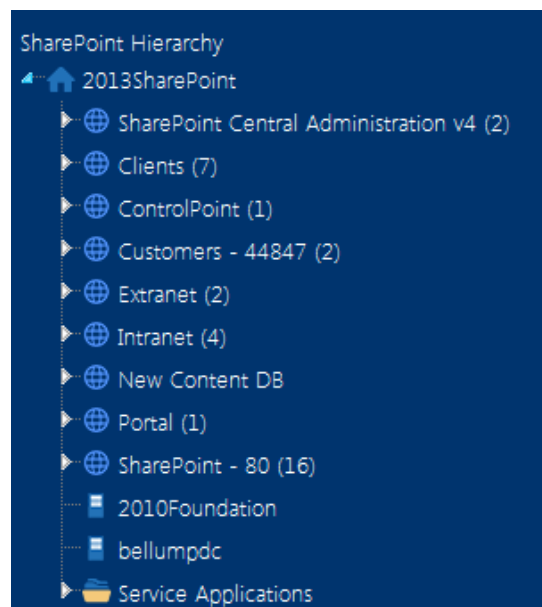 SharePoint Hierarchy
2013SharePoint
SharePoint Central Administration v4 (2)
Clients (7)
ControlPoint (1)
Customers - 44847 (2)
Extranet (2)
Intranet (4)
New Content DB
Portal (1)
SharePoint - 80 (16)
2010Foundation
bellumpdc
Service Applications